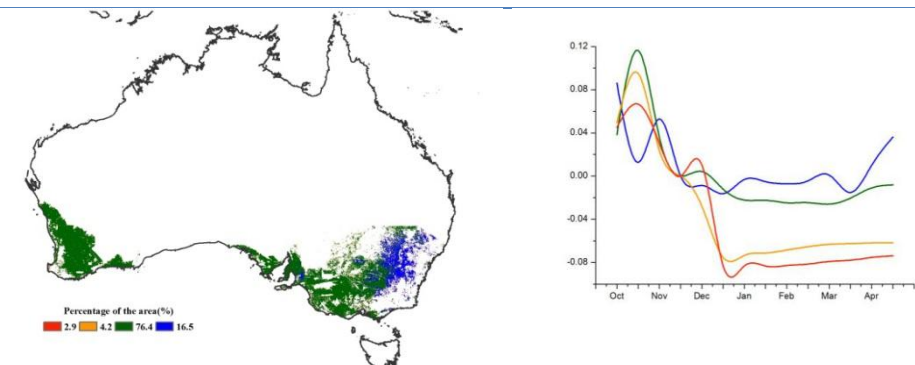 Percentage of the area(%)
2.9 4.2 76.4 16.5
0.12
0.08
0.04
0.00
-0.04
-0.08
Oct Nov Dec Jan Feb Mar Apr